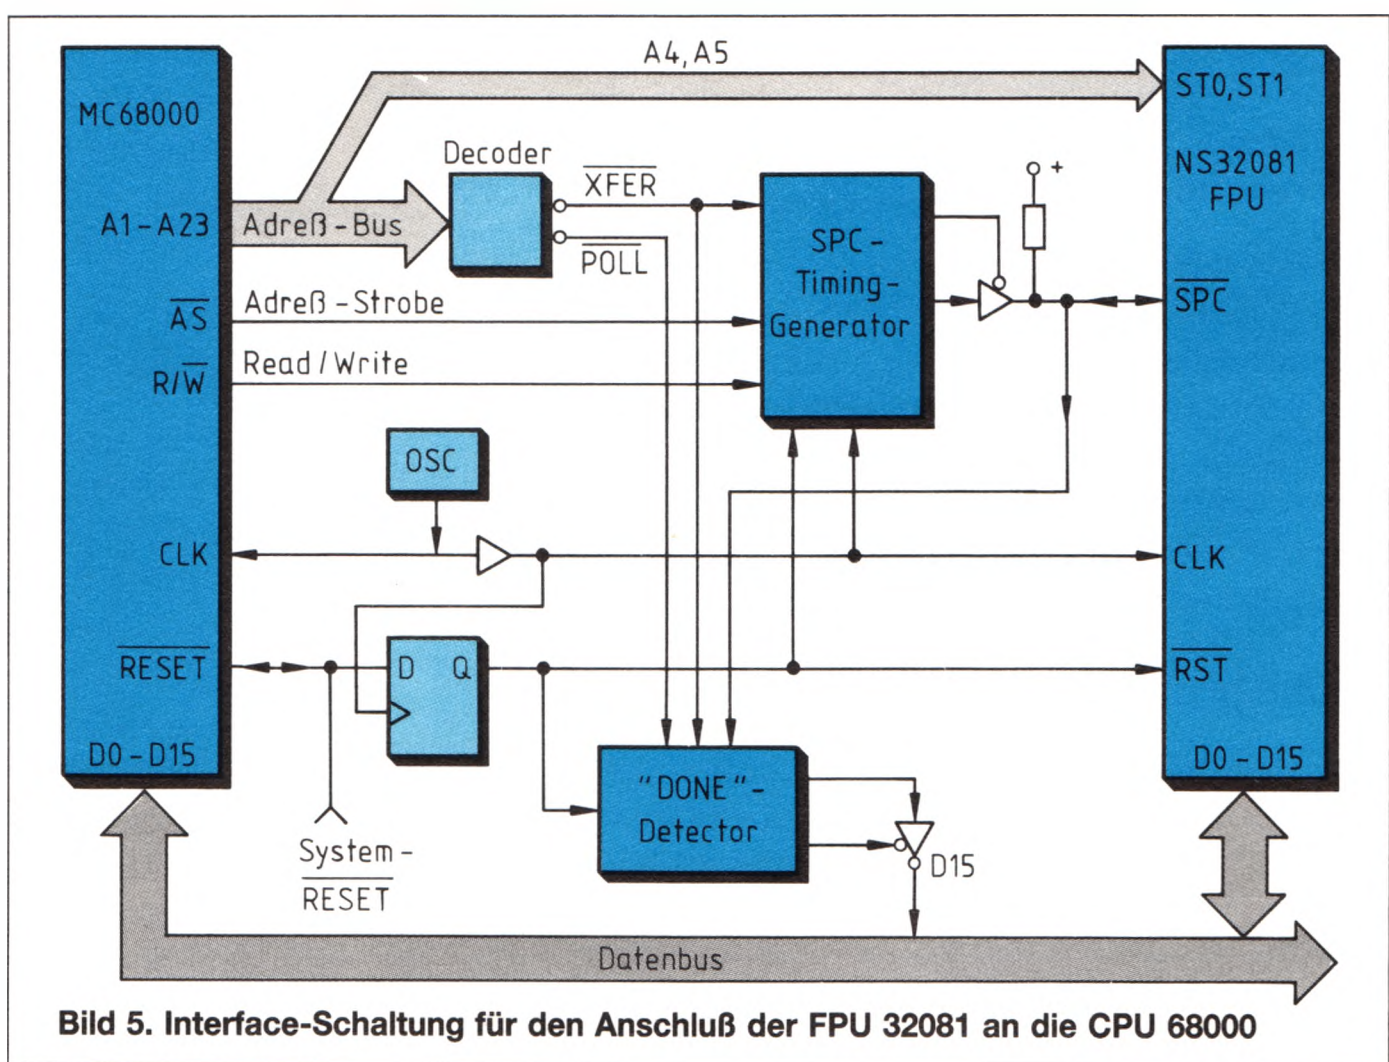 A4, A5
MC68000
ST0, ST1
Decoder
XFER
NS32081
FPU
+
A1-A23
Adreß-Bus
POLL
SPC-
Timing-
Generator
AS
Adreß-Strobe
SPC
R/W
Read/Write
OSC
CLK
CLK
RESET
D Q
RST
D0-D15
"DONE"-
Detector
D0-D15
System-
RESET
D15
Datenbus
Bild 5. Interface-Schaltung für den Anschluß der FPU 32081 an die CPU 68000